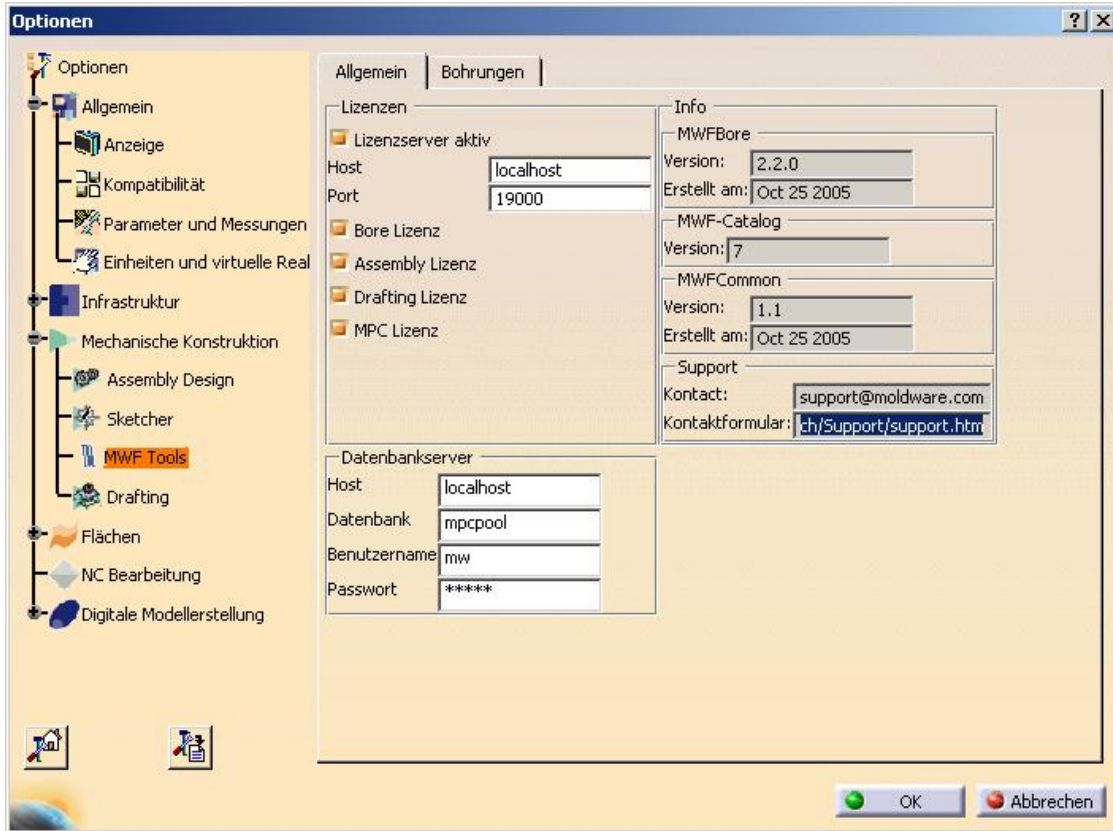 Optionen
Optionen
Allgemein
Anzeige
Kompatibilität
Parameter und Messungen
Einheiten und virtuelle Real
Infrastruktur
Mechanische Konstruktion
Assembly Design
Sketcher
MWF Tools
Drafting
Flächen
NC Bearbeitung
Digitale Modellerstellung
Allgemein
Bohrungen
Lizenzen
Lizenzserver aktiv
Host localhost
Port 19000
Bore Lizenz
Assembly Lizenz
Drafting Lizenz
MPC Lizenz
Datenbankserver
Host localhost
Datenbank mpcpool
Benutzername mw
Passwort *****
Info
MWFBore
Version: 2.2.0
Erstellt am: Oct 25 2005
MWF-Catalog
Version: 7
MWFCommon
Version: 1.1
Erstellt am: Oct 25 2005
Support
Kontact: support@moldware.com
Kontaktformular: ch/Support/support.htm
OK
Abbrechen